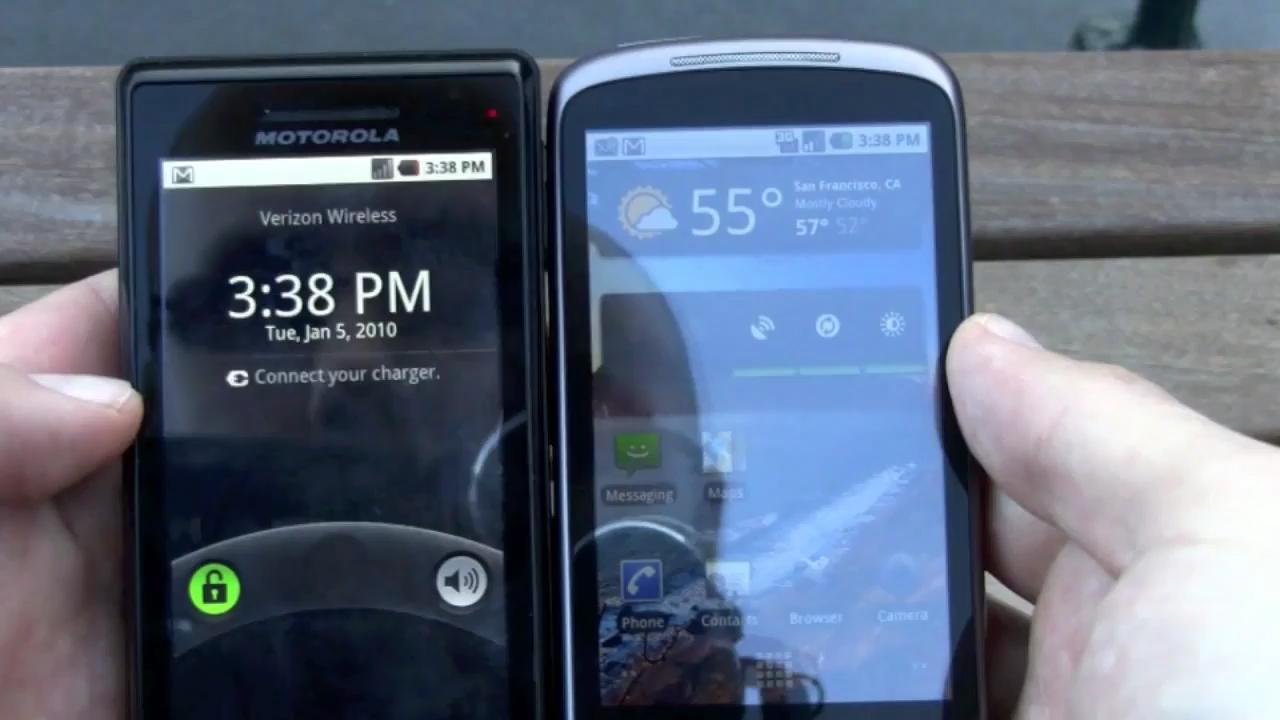 MOTOROLA
3:38 PM
Verizon Wireless
3:38 PM
Tue, Jan 5, 2010
Connect your charger.
3G
3:38 PM
55°
San Francisco, CA
Mostly Cloudy
57° 52°
Messaging
Maps
Phone
Contacts
Browser
Camera